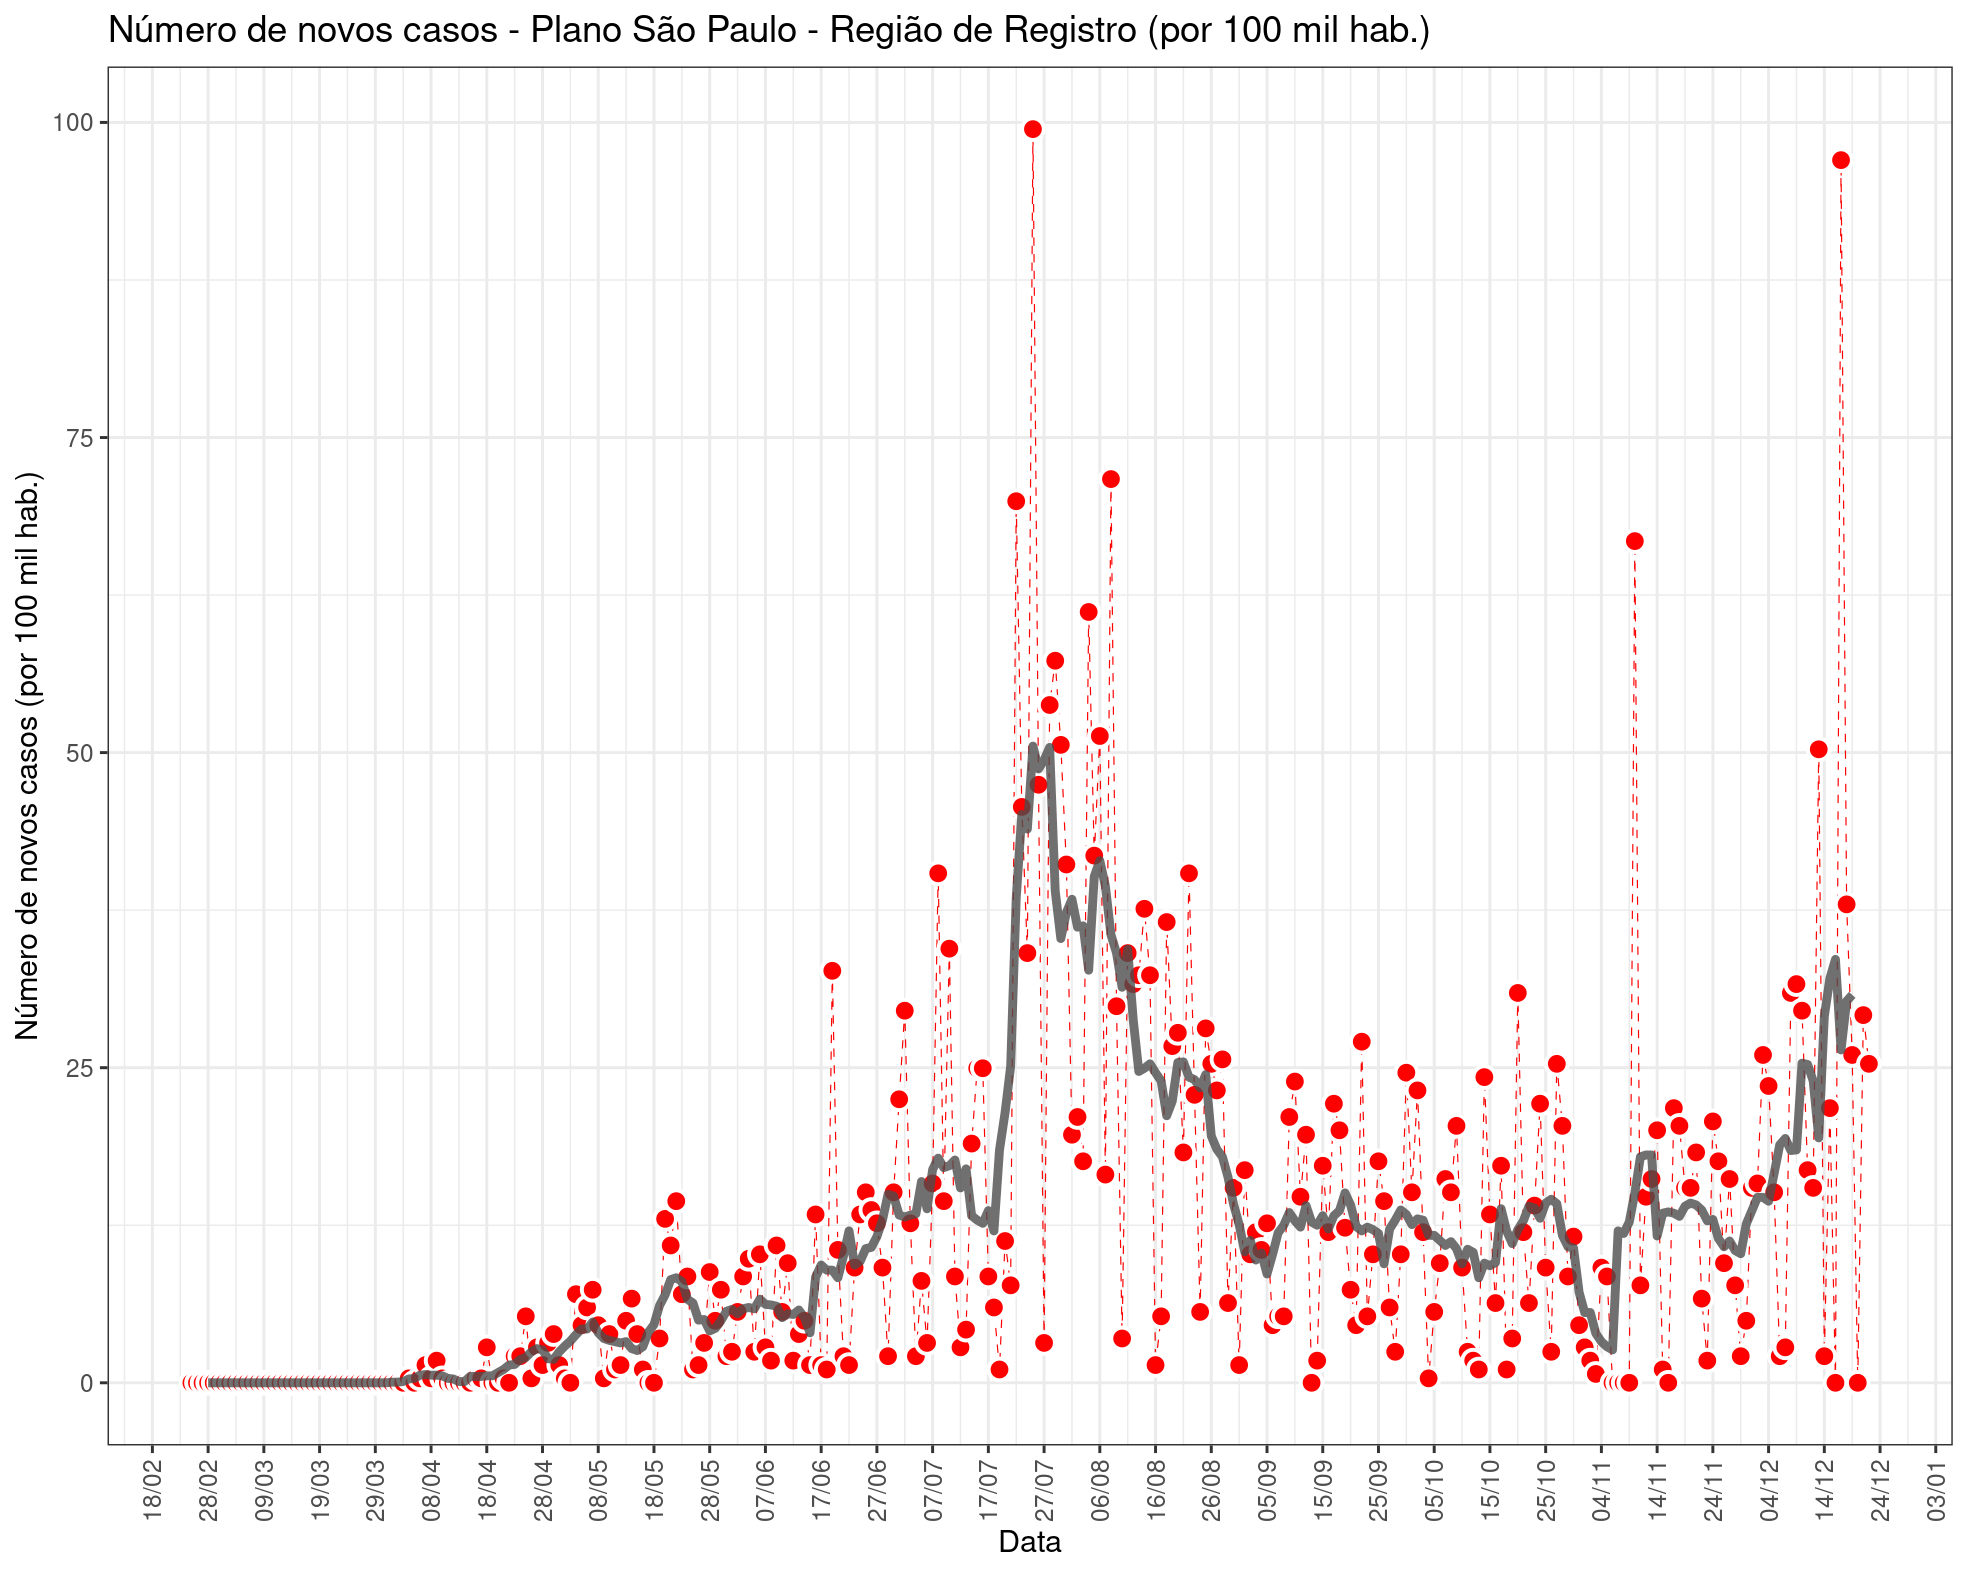 Número de novos casos - Plano São Paulo - Região de Registro (por 100 mil hab.)
Número de novos casos (por 100 mil hab.)
100
75
50
25
0
18/02 28/02 09/03 19/03 29/03 08/04 18/04 28/04 08/05 18/05 28/05 07/06 17/06 27/06 07/07 17/07 27/07 06/08 16/08 26/08 05/09 15/09 25/09 05/10 15/10 25/10 04/11 14/11 24/11 04/12 14/12 24/12 03/01
Data